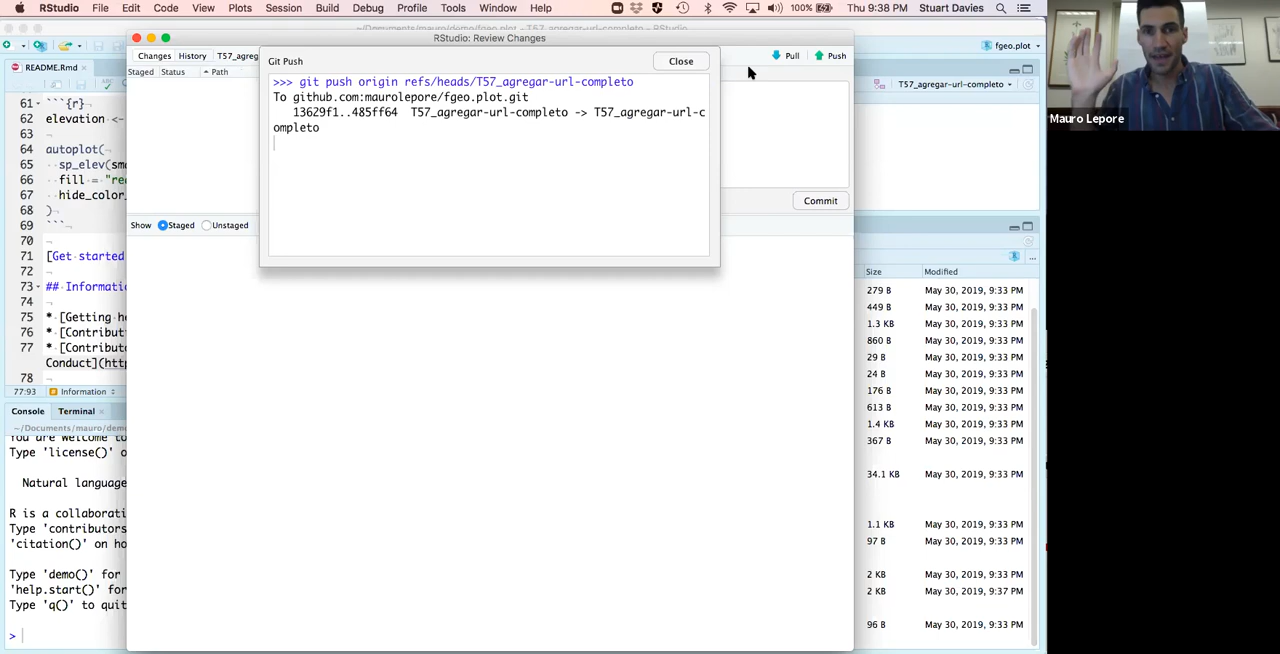 RStudio File Edit Code View Plots Session Build Debug Profile Tools Window Help 100% Thu 9:38 PM Stuart Davies
RStudio: Review Changes
Changes History T57_agreg
Pull Push
fgeo.plot
README.Rmd
Git Push
Close
Staged Status Path
T57_agregar-url-completo
>>> git push origin refs/heads/T57_agregar-url-completo
To github.com:maurolepore/fgeo.plot.git
13629f1..485ff64 T57_agregar-url-completo -> T57_agregar-url-c
ompleto
61 ```{r}
62 elevation <-
63
64 autoplot(
65 sp_elev(sm
66 fill = "re
67 hide_color_
68 )
69 ```
70
71 [Get started
72
73 ## Informatio
74
75 * [Getting he
76 * [Contribut
77 * [Contribut
Conduct](htt
78
77:93 Information
Commit
Show Staged Unstaged
Mauro Lepore
Console Terminal
~/Documents/mauro/dem
You are welcome to
Type 'license()' o
Natural language
R is a collaborati
Type 'contributors
'citation()' on ho
Type 'demo()' for
'help.start()' for
Type 'q()' to quit
>
Size Modified
279 B May 30, 2019, 9:33 PM
449 B May 30, 2019, 9:33 PM
1.3 KB May 30, 2019, 9:33 PM
860 B May 30, 2019, 9:33 PM
29 B May 30, 2019, 9:33 PM
24 B May 30, 2019, 9:33 PM
176 B May 30, 2019, 9:33 PM
613 B May 30, 2019, 9:33 PM
1.4 KB May 30, 2019, 9:33 PM
367 B May 30, 2019, 9:33 PM
34.1 KB May 30, 2019, 9:33 PM
1.1 KB May 30, 2019, 9:33 PM
97 B May 30, 2019, 9:33 PM
2 KB May 30, 2019, 9:33 PM
2 KB May 30, 2019, 9:37 PM
96 B May 30, 2019, 9:33 PM